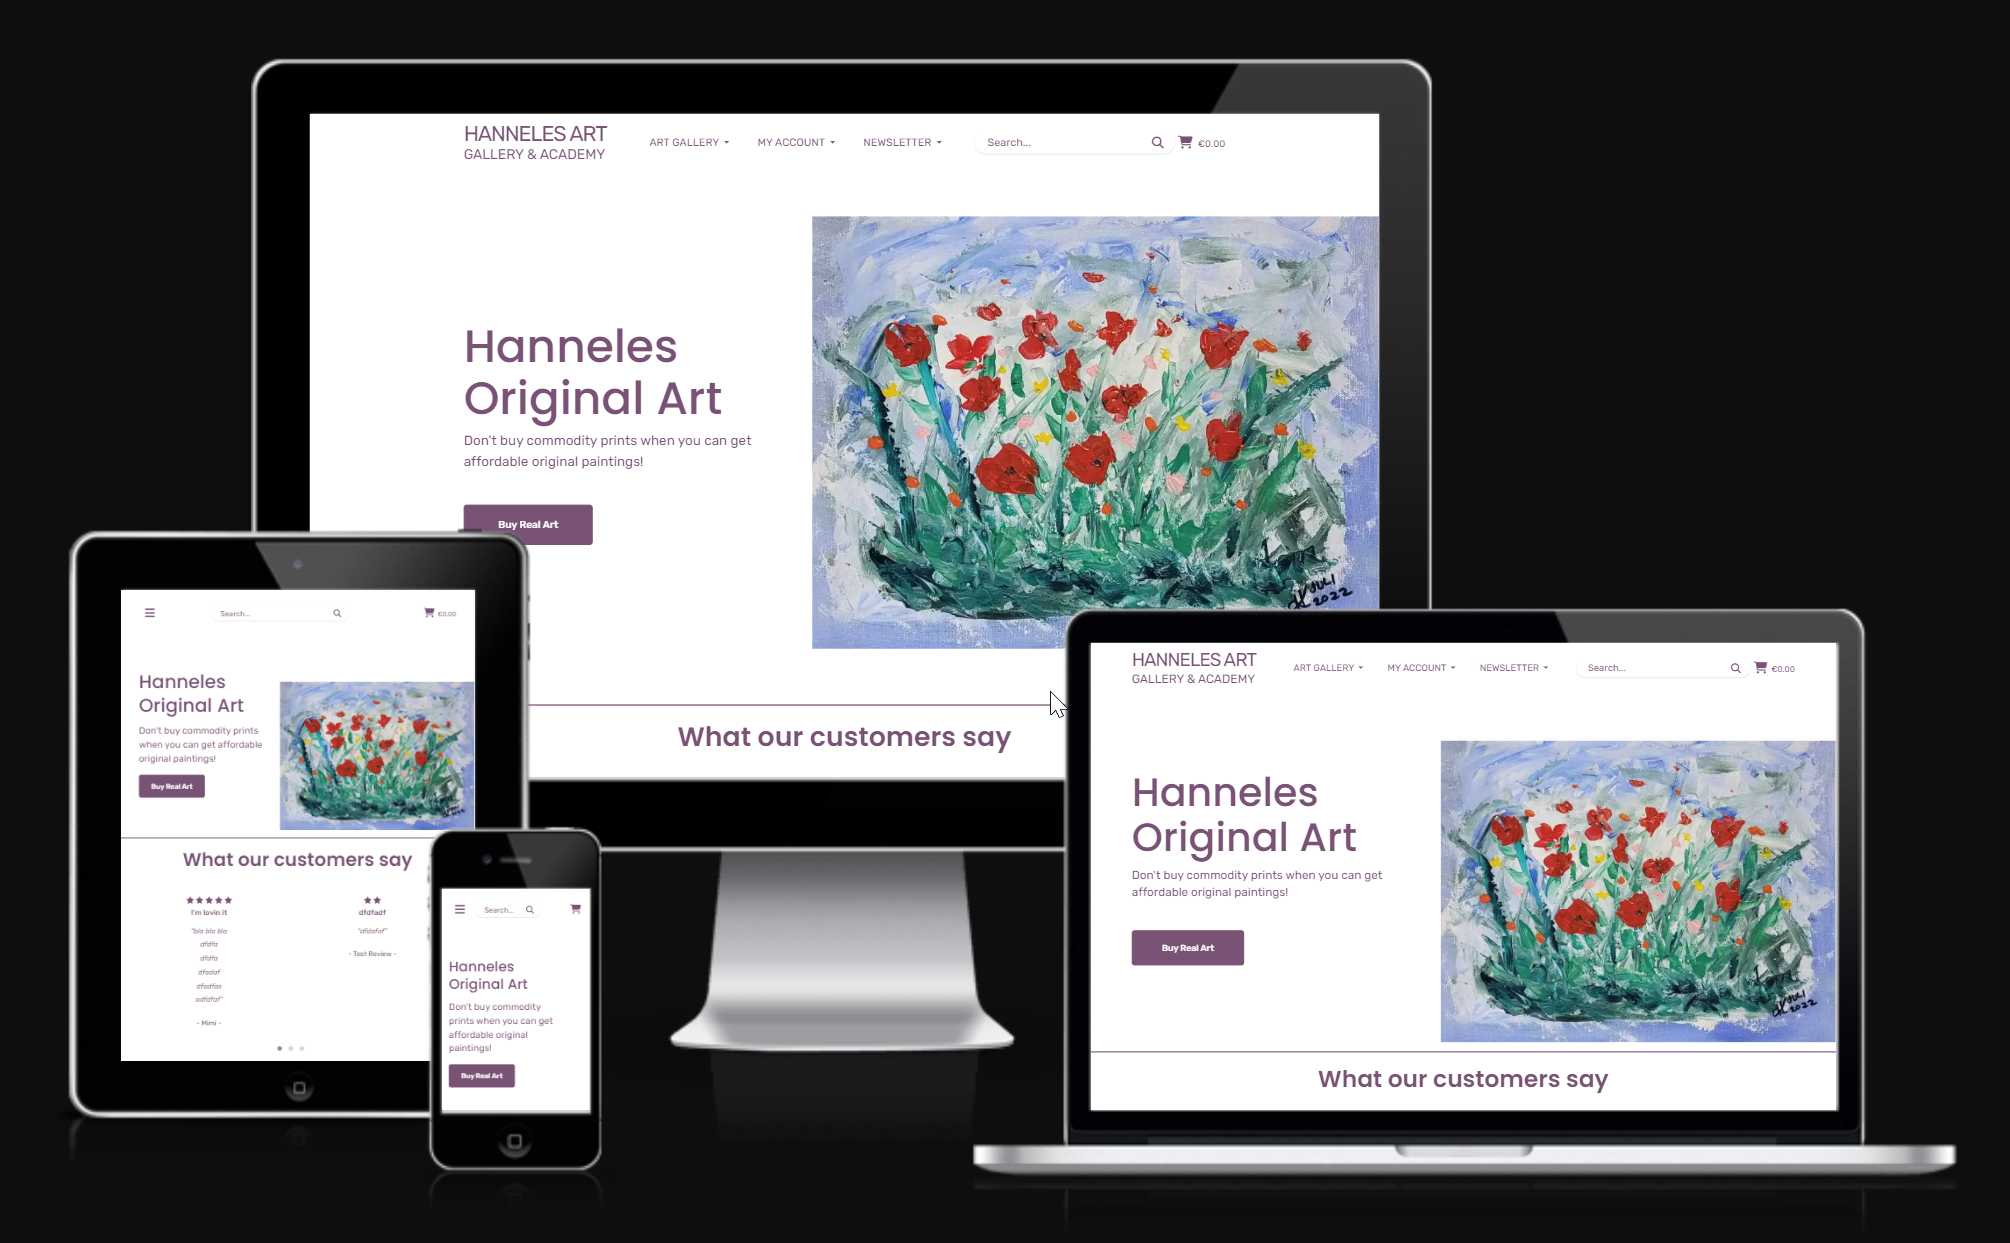 HANNELES ART
GALLERY & ACADEMY
ART GALLERY
MY ACCOUNT
NEWSLETTER
Search...
€0.00
Hanneles
Original Art
Don't buy commodity prints when you can get
affordable original paintings!
Buy Real Art
2022
What our customers say
Search...
€0.00
Hanneles
Original Art
Don't buy commodity prints
when you can get affordable
original paintings!
Buy Real Art
What our customers say
I'm lovin it
"bla bla bla
dfdfa
dfdfa
dfadaf
dfadfas
adfdfaf"
- Mimi -
dfdfadf
"dfdafaf"
- Test Review -
Search...
Hanneles
Original Art
Don't buy commodity
prints when you can get
affordable original
paintings!
Buy Real Art
HANNELES ART
GALLERY & ACADEMY
ART GALLERY
MY ACCOUNT
NEWSLETTER
Search...
€0.00
Hanneles
Original Art
Don't buy commodity prints when you can get
affordable original paintings!
Buy Real Art
2022
What our customers say